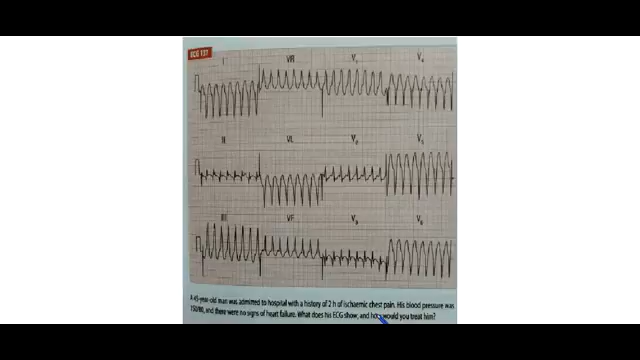 ECG 137
I VR V₁ V₄
II VL V₂ V₅
III VF V₃ V₆
A 45-year-old man was admitted to hospital with a history of 2 h of ischaemic chest pain. His blood pressure was
150/80, and there were no signs of heart failure. What does his ECG show, and how would you treat him?